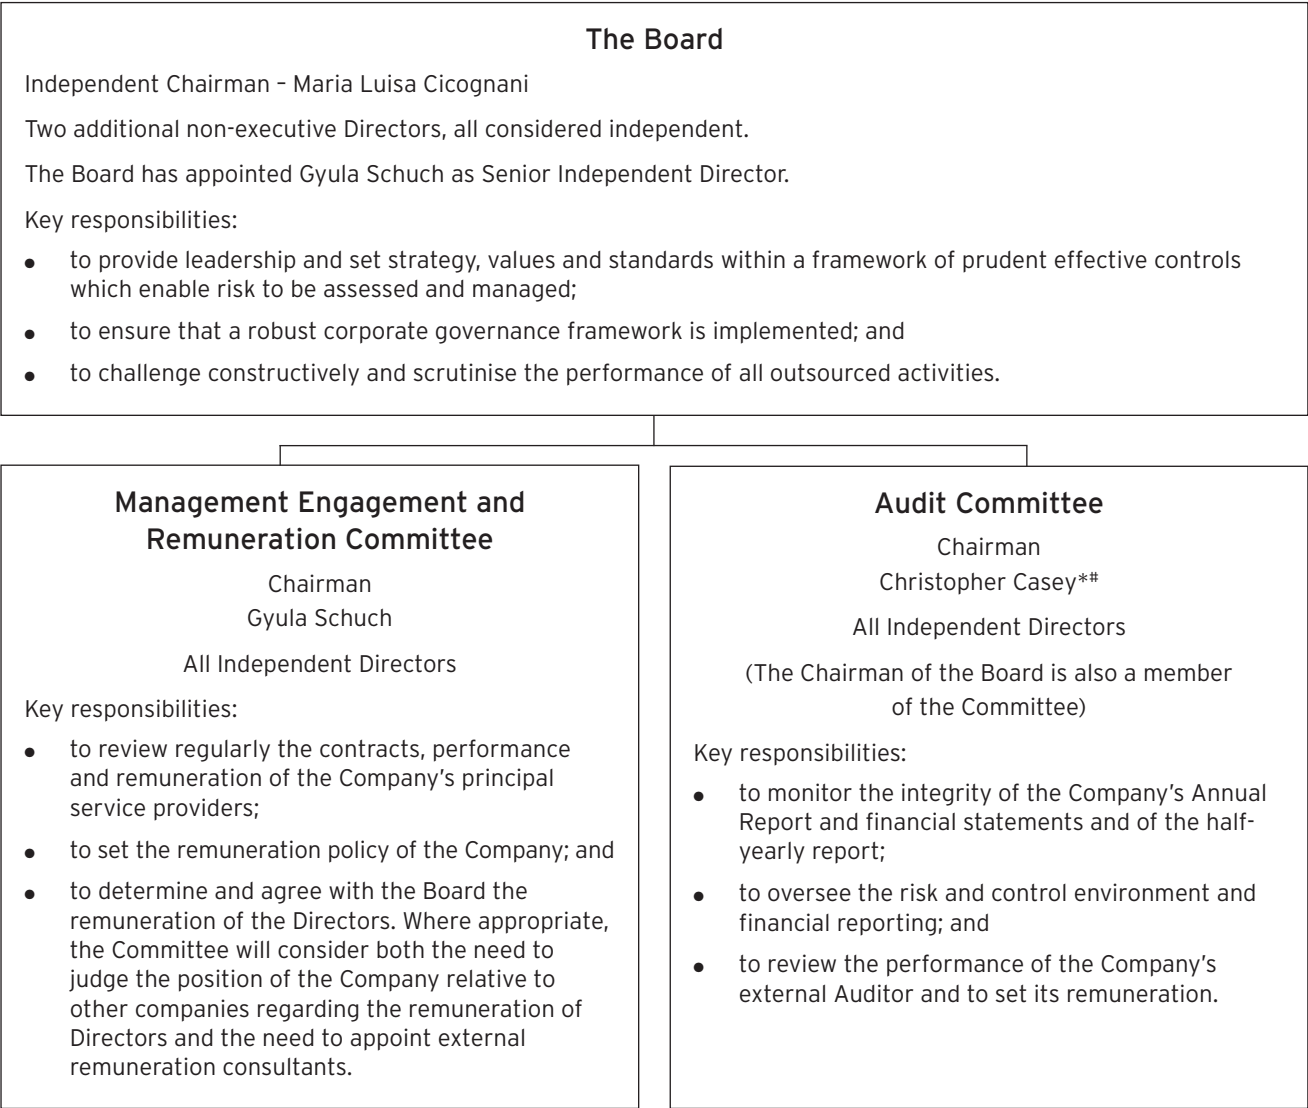 The Board
Independent Chairman – Maria Luisa Cicognani
Two additional non-executive Directors, all considered independent.
The Board has appointed Gyula Schuch as Senior Independent Director.
Key responsibilities:
● to provide leadership and set strategy, values and standards within a framework of prudent effective controls
which enable risk to be assessed and managed;
● to ensure that a robust corporate governance framework is implemented; and
● to challenge constructively and scrutinise the performance of all outsourced activities.
Management Engagement and
Remuneration Committee
Chairman
Gyula Schuch
All Independent Directors
Key responsibilities:
● to review regularly the contracts, performance
and remuneration of the Company's principal
service providers;
● to set the remuneration policy of the Company; and
● to determine and agree with the Board the
remuneration of the Directors. Where appropriate,
the Committee will consider both the need to
judge the position of the Company relative to
other companies regarding the remuneration of
Directors and the need to appoint external
remuneration consultants.
Audit Committee
Chairman
Christopher Casey*#
All Independent Directors
(The Chairman of the Board is also a member
of the Committee)
Key responsibilities:
● to monitor the integrity of the Company's Annual
Report and financial statements and of the half-
yearly report;
● to oversee the risk and control environment and
financial reporting; and
● to review the performance of the Company's
external Auditor and to set its remuneration.